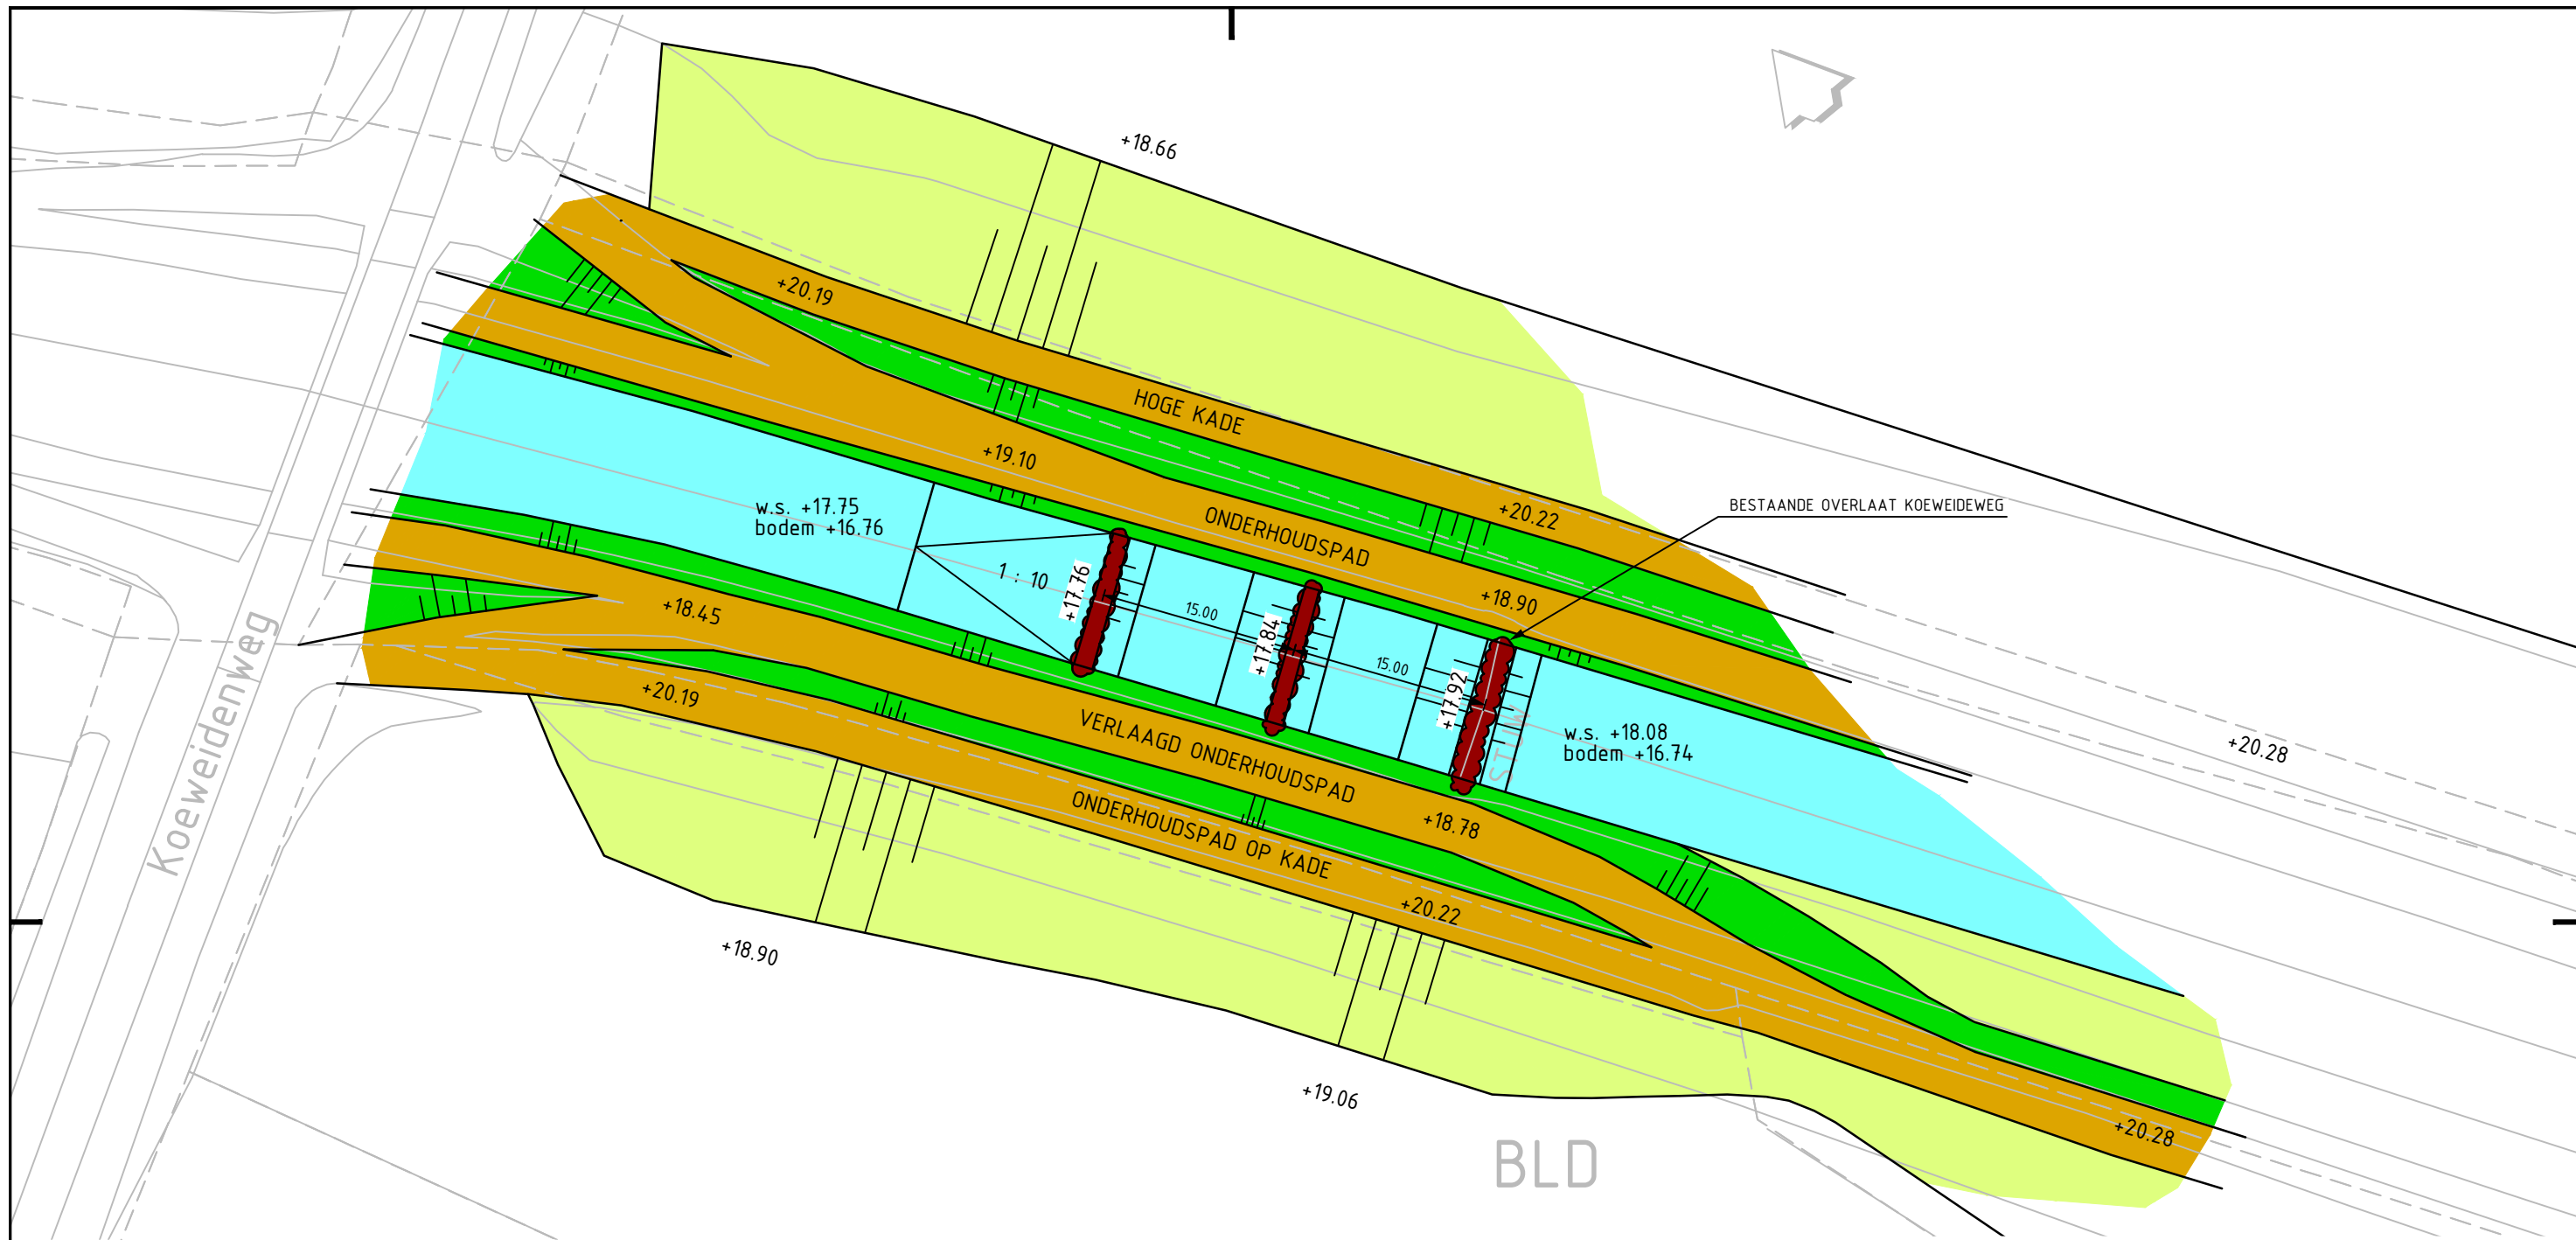 +18.66
+20.19
HOGE KADE
+19.10
w.s. +17.75
bodem +16.76
ONDERHOUDSPAD
+20.22
BESTAANDE OVERLAAT KOEWEIDEWEG
1 : 10
+17.76
15.00
+17.84
15.00
+18.90
+17.92
STUW
w.s. +18.08
bodem +16.74
+18.45
+20.19
VERLAAGD ONDERHOUDSPAD
ONDERHOUDSPAD OP KADE
+18.78
+20.22
+20.28
Koeweidenweg
+18.90
+19.06
+20.28
BLD